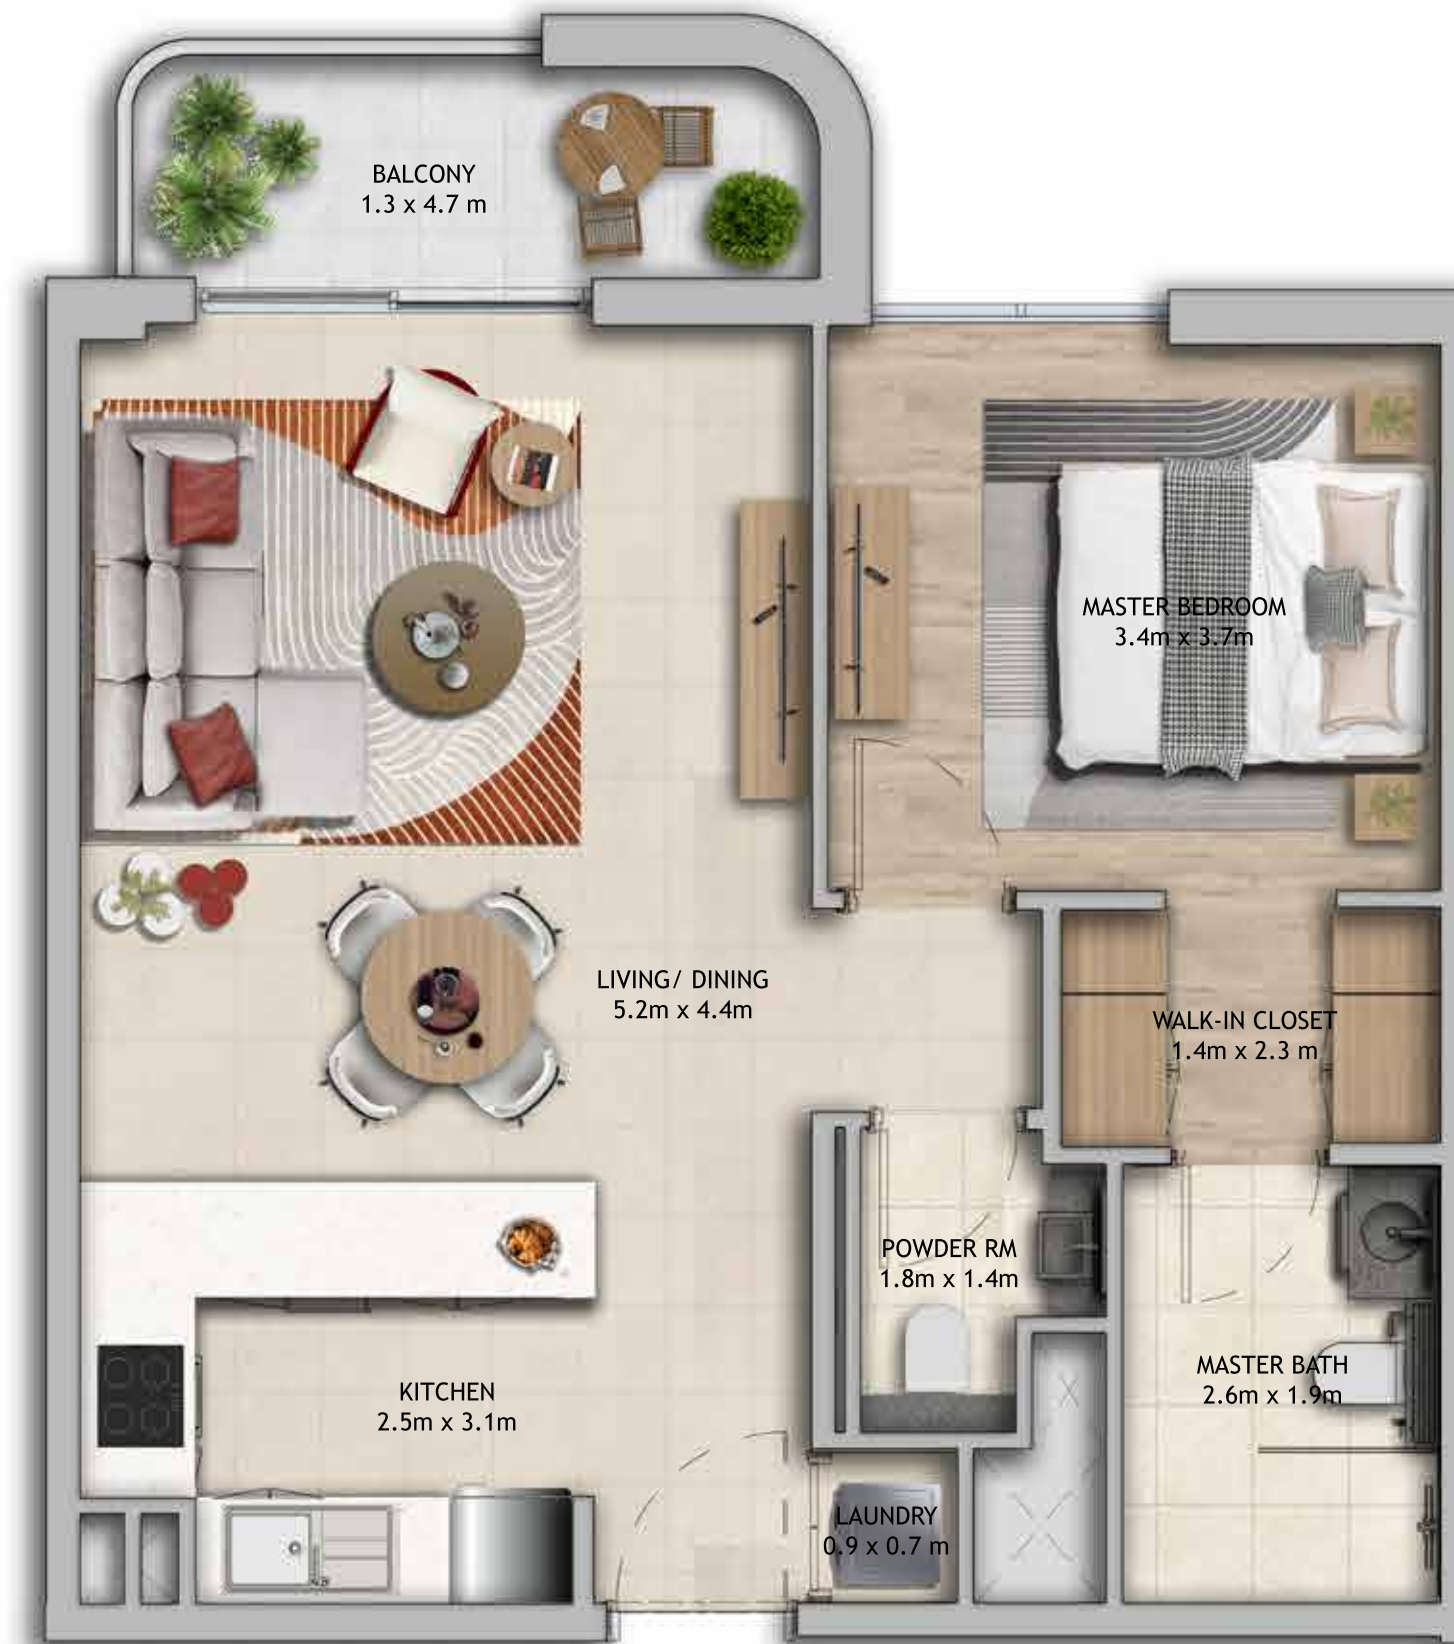 BALCONY
1.3 x 4.7 m
MASTER BEDROOM
3.4m x 3.7m
LIVING/ DINING
5.2m x 4.4m
WALK-IN CLOSET
1.4m x 2.3 m
POWDER RM
1.8m x 1.4m
MASTER BATH
2.6m x 1.9m
KITCHEN
2.5m x 3.1m
LAUNDRY
0.9 x 0.7 m